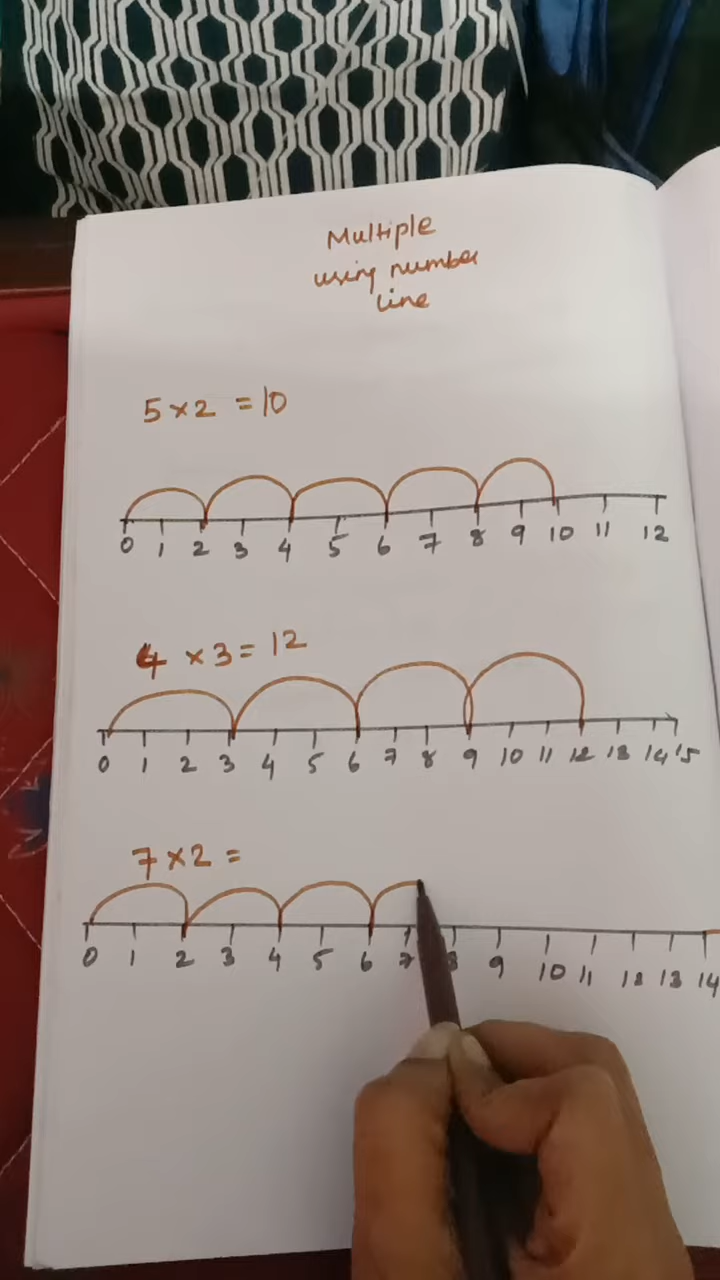 Multiple
using number
line
5 × 2 = 10
0 1 2 3 4 5 6 7 8 9 10 11 12
4 × 3 = 12
0 1 2 3 4 5 6 7 8 9 10 11 12 13 14 15
7 × 2 =
0 1 2 3 4 5 6 7 8 9 10 11 12 13 14